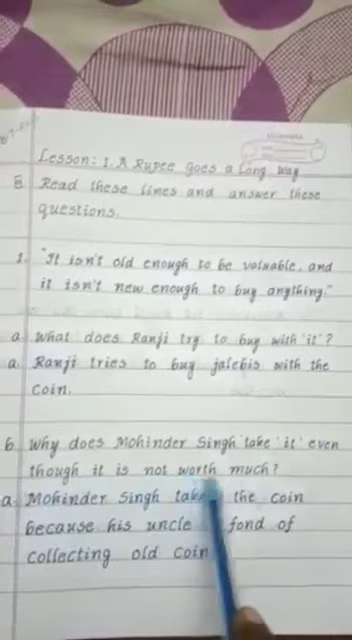 Lesson: 1. A Rupee Goes a Long Way
B. Read these lines and answer these
questions.
1. "It isn't old enough to be valuable, and
it isn't new enough to buy anything."
a. What does Ranji try to buy with 'it'?
a. Ranji tries to buy jalebis with the
coin.
b. Why does Mohinder Singh take 'it' even
though it is not worth much?
a. Mohinder Singh take the coin
because his uncle fond of
collecting old coin